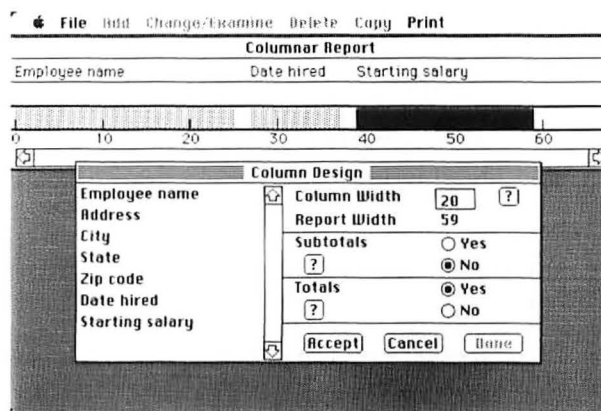 File Add Change/Examine Delete Copy Print
Columnar Report
Employee name Date hired Starting salary
0 10 20 30 40 50 60
Column Design
Employee name
Address
City
State
Zip code
Date hired
Starting salary
Column Width 20 ?
Report Width 59
Subtotals Yes
? No
Totals Yes
? No
Accept Cancel Done